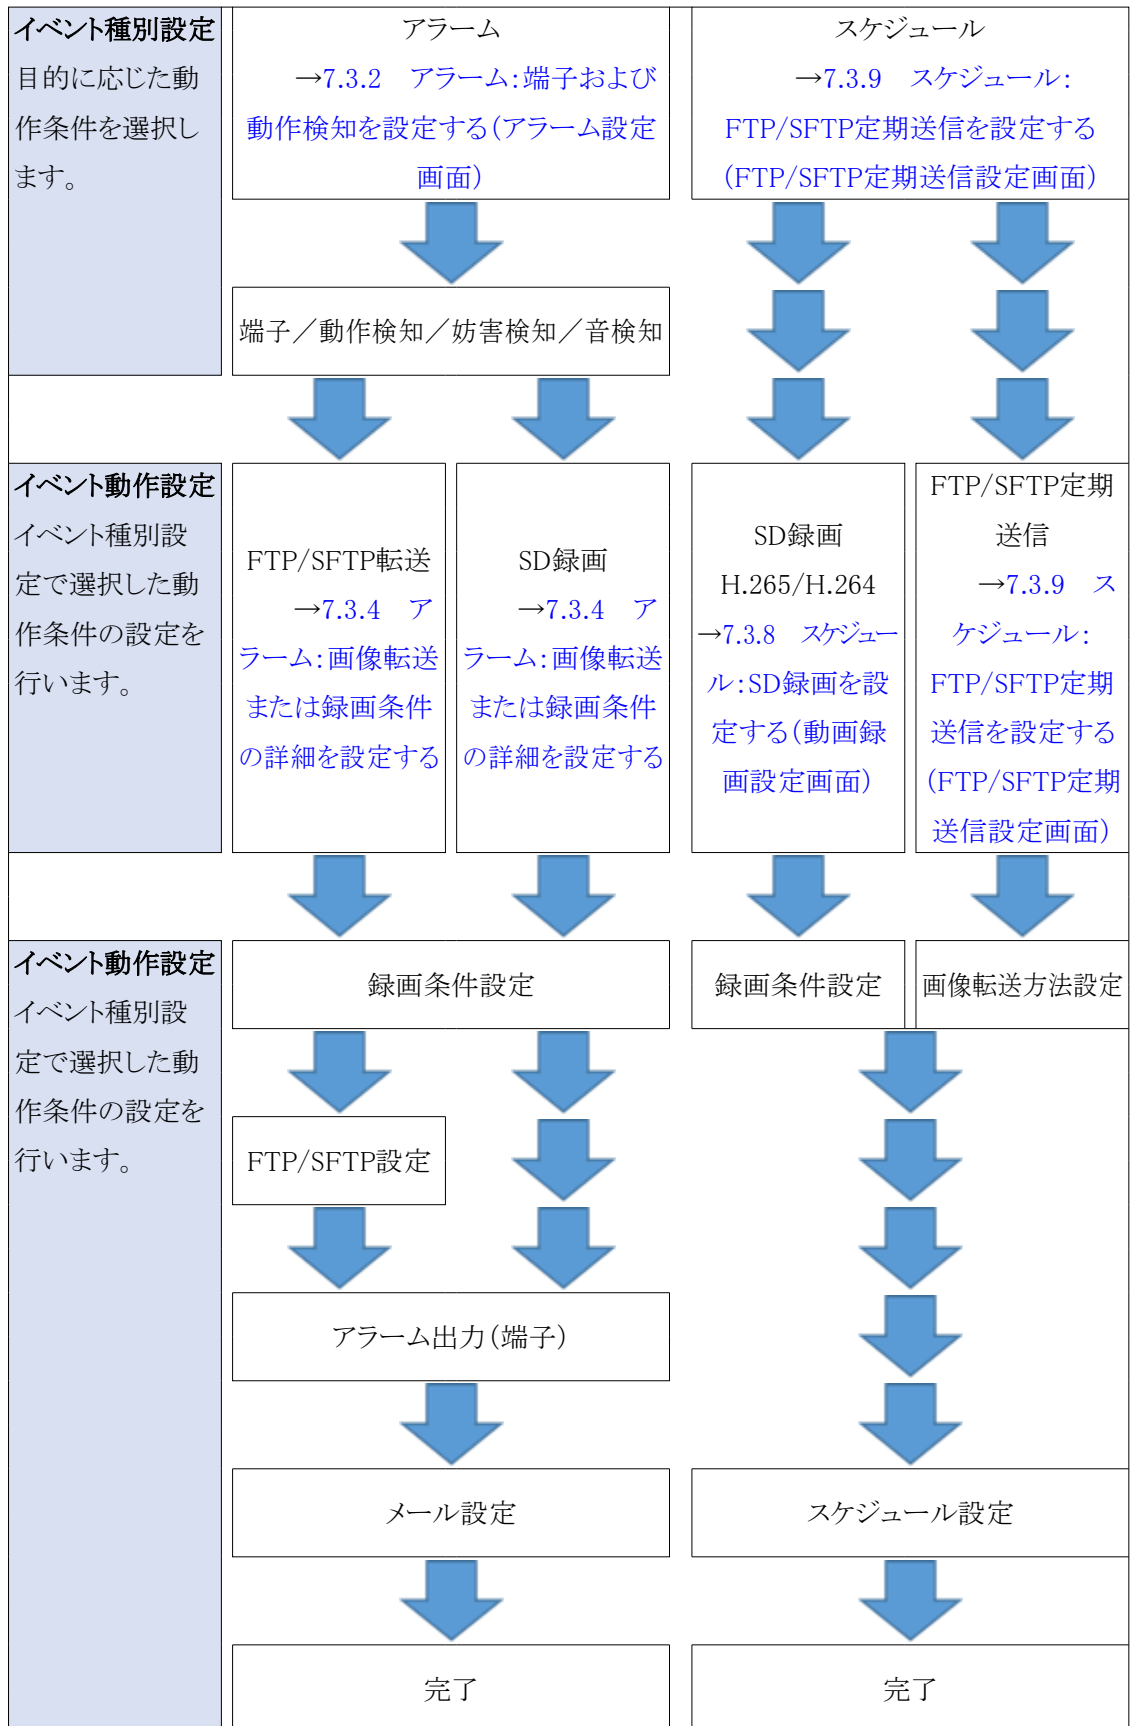 イベント種別設定
目的に応じた動
作条件を選択し
ます。
アラーム
→7.3.2　アラーム：端子および
動作検知を設定する（アラーム設定
画面）
スケジュール
→7.3.9　スケジュール：
FTP/SFTP定期送信を設定する
（FTP/SFTP定期送信設定画面）
端子／動作検知／妨害検知／音検知
イベント動作設定
イベント種別設
定で選択した動
作条件の設定を
行います。
FTP/SFTP転送
→7.3.4　ア
ラーム：画像転送
または録画条件
の詳細を設定する
SD録画
→7.3.4　ア
ラーム：画像転送
または録画条件
の詳細を設定する
SD録画
H.265/H.264
→7.3.8　スケジュー
ル：SD録画を設
定する（動画録
画設定画面）
FTP/SFTP定期
送信
→7.3.9　ス
ケジュール：
FTP/SFTP定期
送信を設定する
（FTP/SFTP定期
送信設定画面）
イベント動作設定
イベント種別設
定で選択した動
作条件の設定を
行います。
録画条件設定
録画条件設定
画像転送方法設定
FTP/SFTP設定
アラーム出力（端子）
メール設定
スケジュール設定
完了
完了